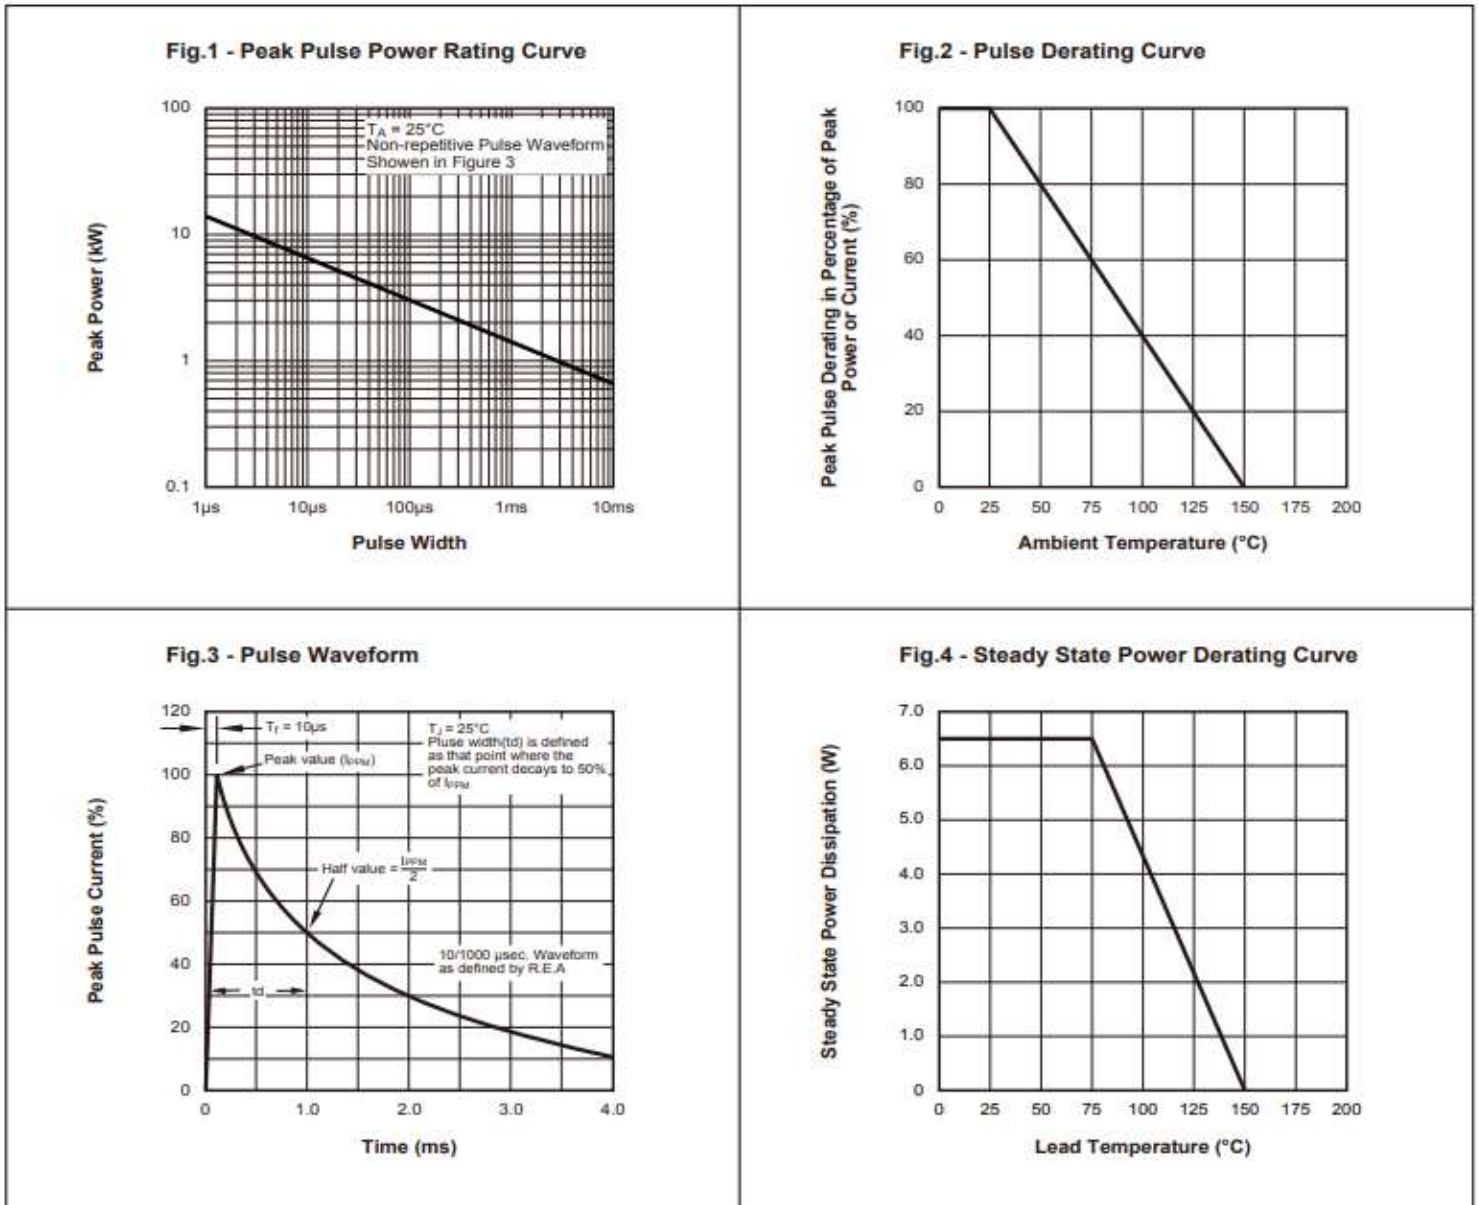 Fig.1 - Peak Pulse Power Rating Curve
Peak Power (kW)
100
10
1
0.1
TA = 25°C
Non-repetitive Pulse Waveform
Showen in Figure 3
1µs 10µs 100µs 1ms 10ms
Pulse Width
Fig.2 - Pulse Derating Curve
Peak Pulse Derating in Percentage of Peak
Power or Current (%)
100
80
60
40
20
0
0 25 50 75 100 125 150 175 200
Ambient Temperature (°C)
Fig.3 - Pulse Waveform
Peak Pulse Current (%)
120
100
80
60
40
20
0
Tr = 10µs
Peak value (IPPM)
TJ = 25°C
Pluse width(td) is defined
as that point where the
peak current decays to 50%
of IPPM
Half value = IPPM
2
10/1000 µsec. Waveform
as defined by R.E.A
td
0 1.0 2.0 3.0 4.0
Time (ms)
Fig.4 - Steady State Power Derating Curve
Steady State Power Dissipation (W)
7.0
6.0
5.0
4.0
3.0
2.0
1.0
0
0 25 50 75 100 125 150 175 200
Lead Temperature (°C)